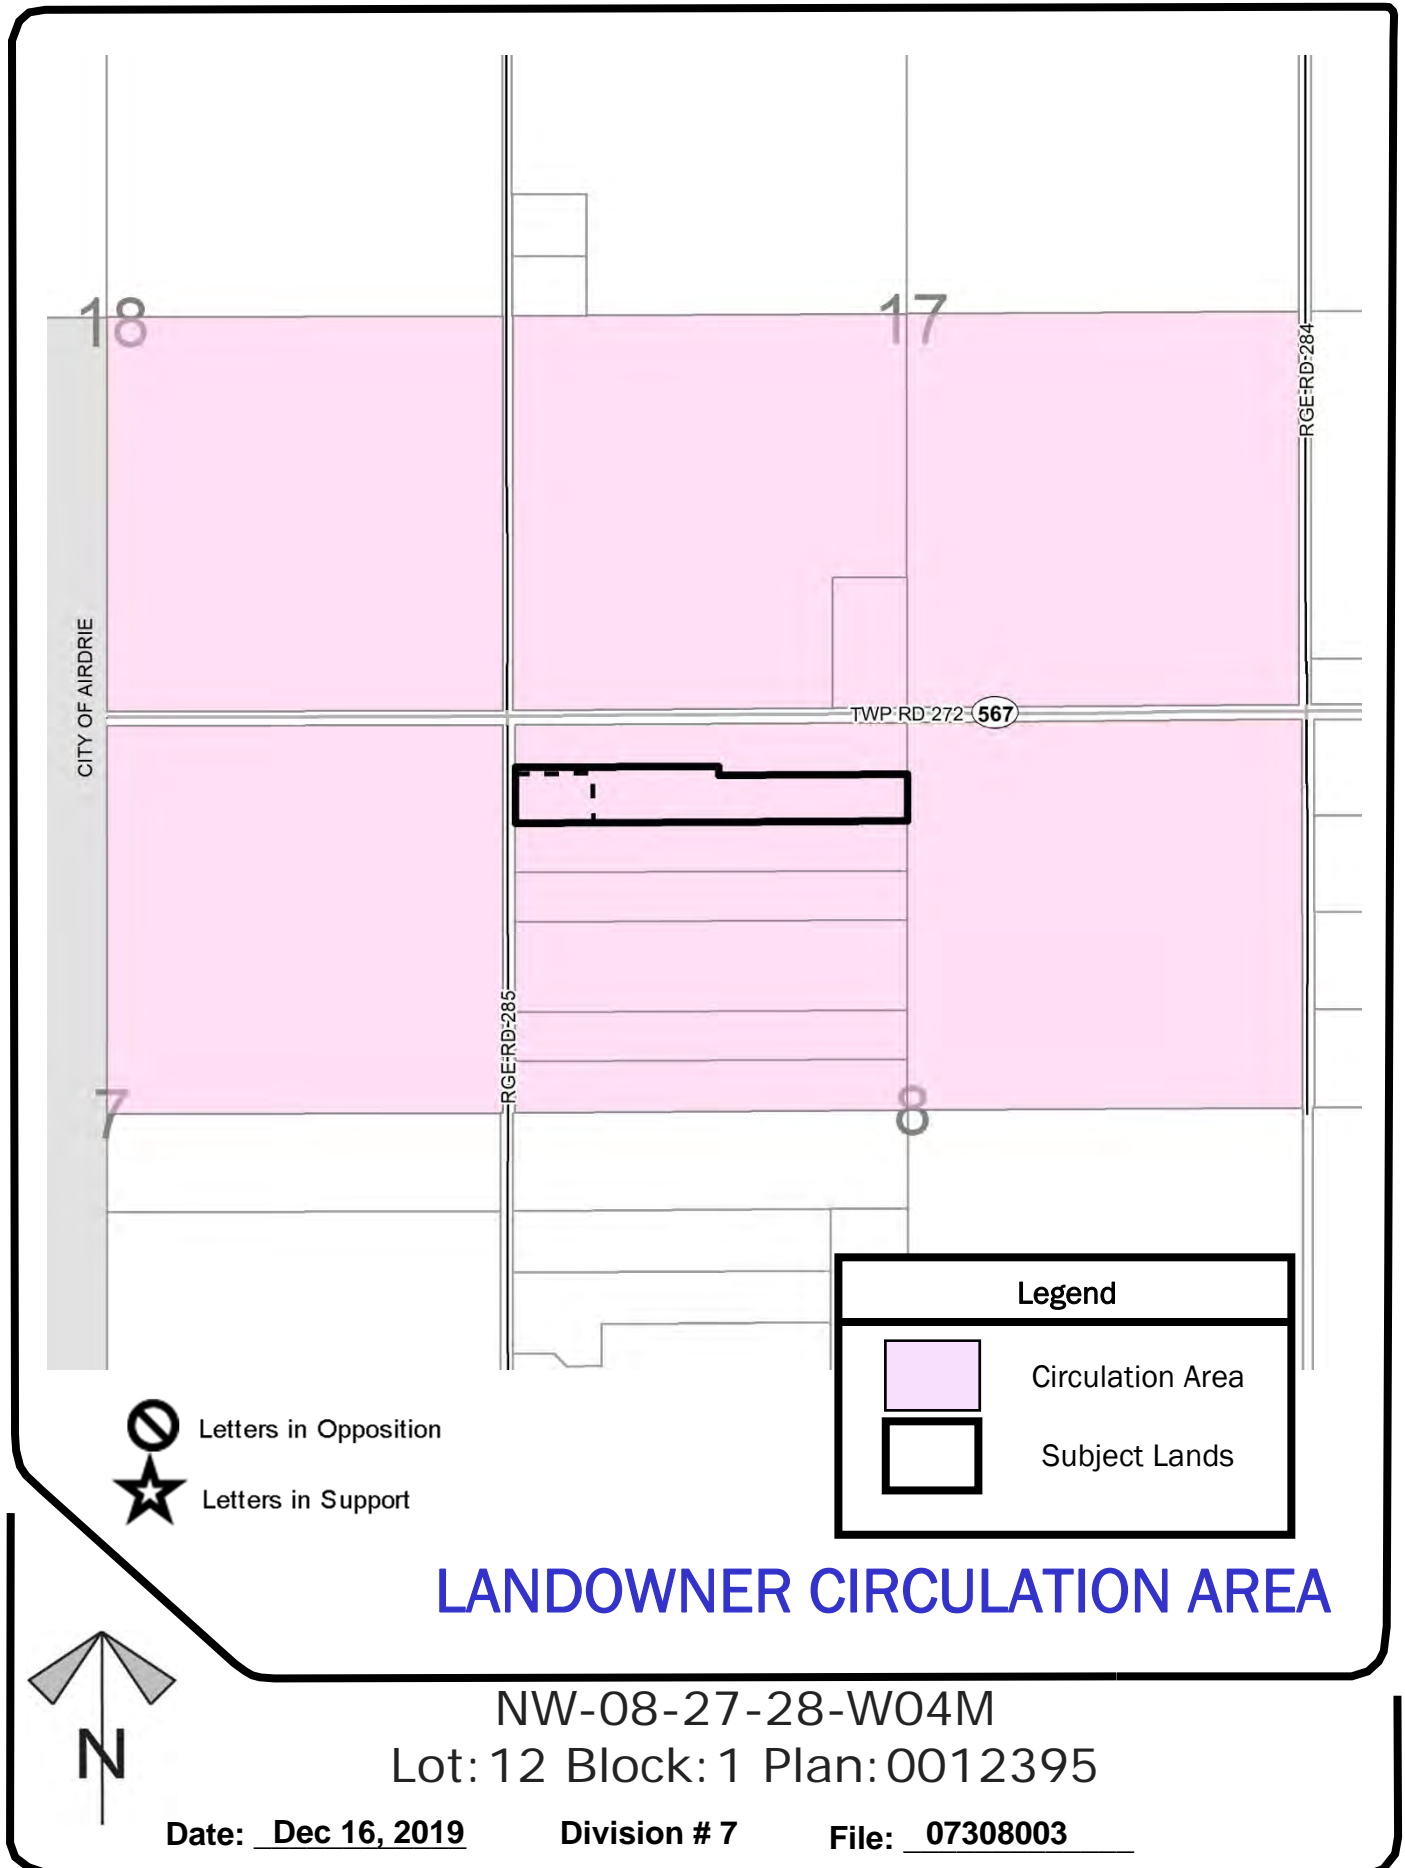 18
17
RGE-RD-284
CITY OF AIRDRIE
TWP RD 272
567
RGE-RD-285
7
8
Legend
Circulation Area
Subject Lands
Letters in Opposition
Letters in Support
LANDOWNER CIRCULATION AREA
N
NW-08-27-28-W04M
Lot:12 Block:1 Plan:0012395
Date: Dec 16, 2019 Division # 7 File: 07308003